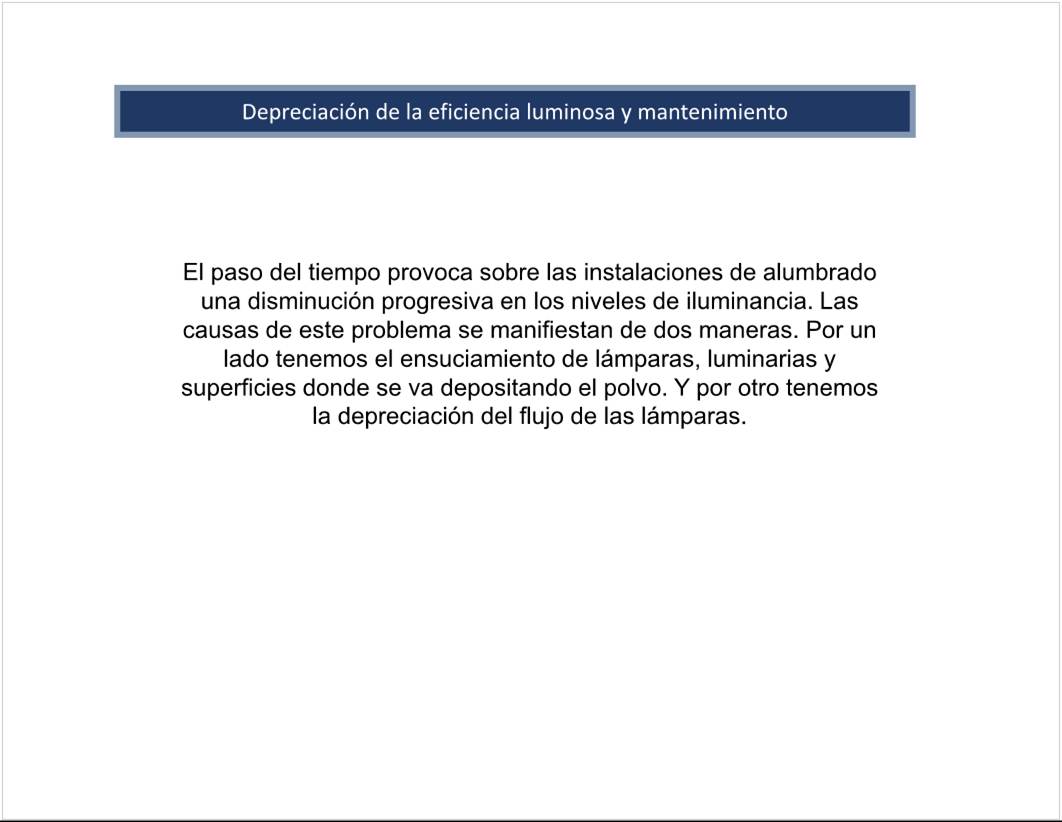 Depreciación de la eficiencia luminosa y mantenimiento
El paso del tiempo provoca sobre las instalaciones de alumbrado
una disminución progresiva en los niveles de iluminancia. Las
causas de este problema se manifiestan de dos maneras. Por un
lado tenemos el ensuciamiento de lámparas, luminarias y
superficies donde se va depositando el polvo. Y por otro tenemos
la depreciación del flujo de las lámparas.